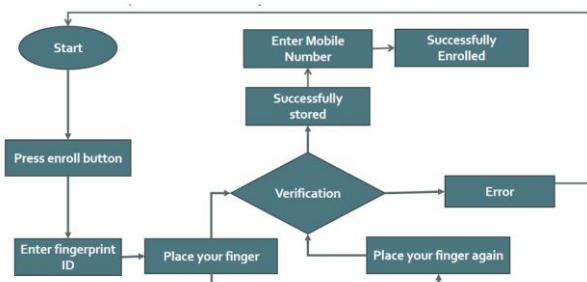 Start
Press enroll button
Enter fingerprint
ID
Place your finger
Verification
Successfully
stored
Enter Mobile
Number
Successfully
Enrolled
Error
Place your finger again